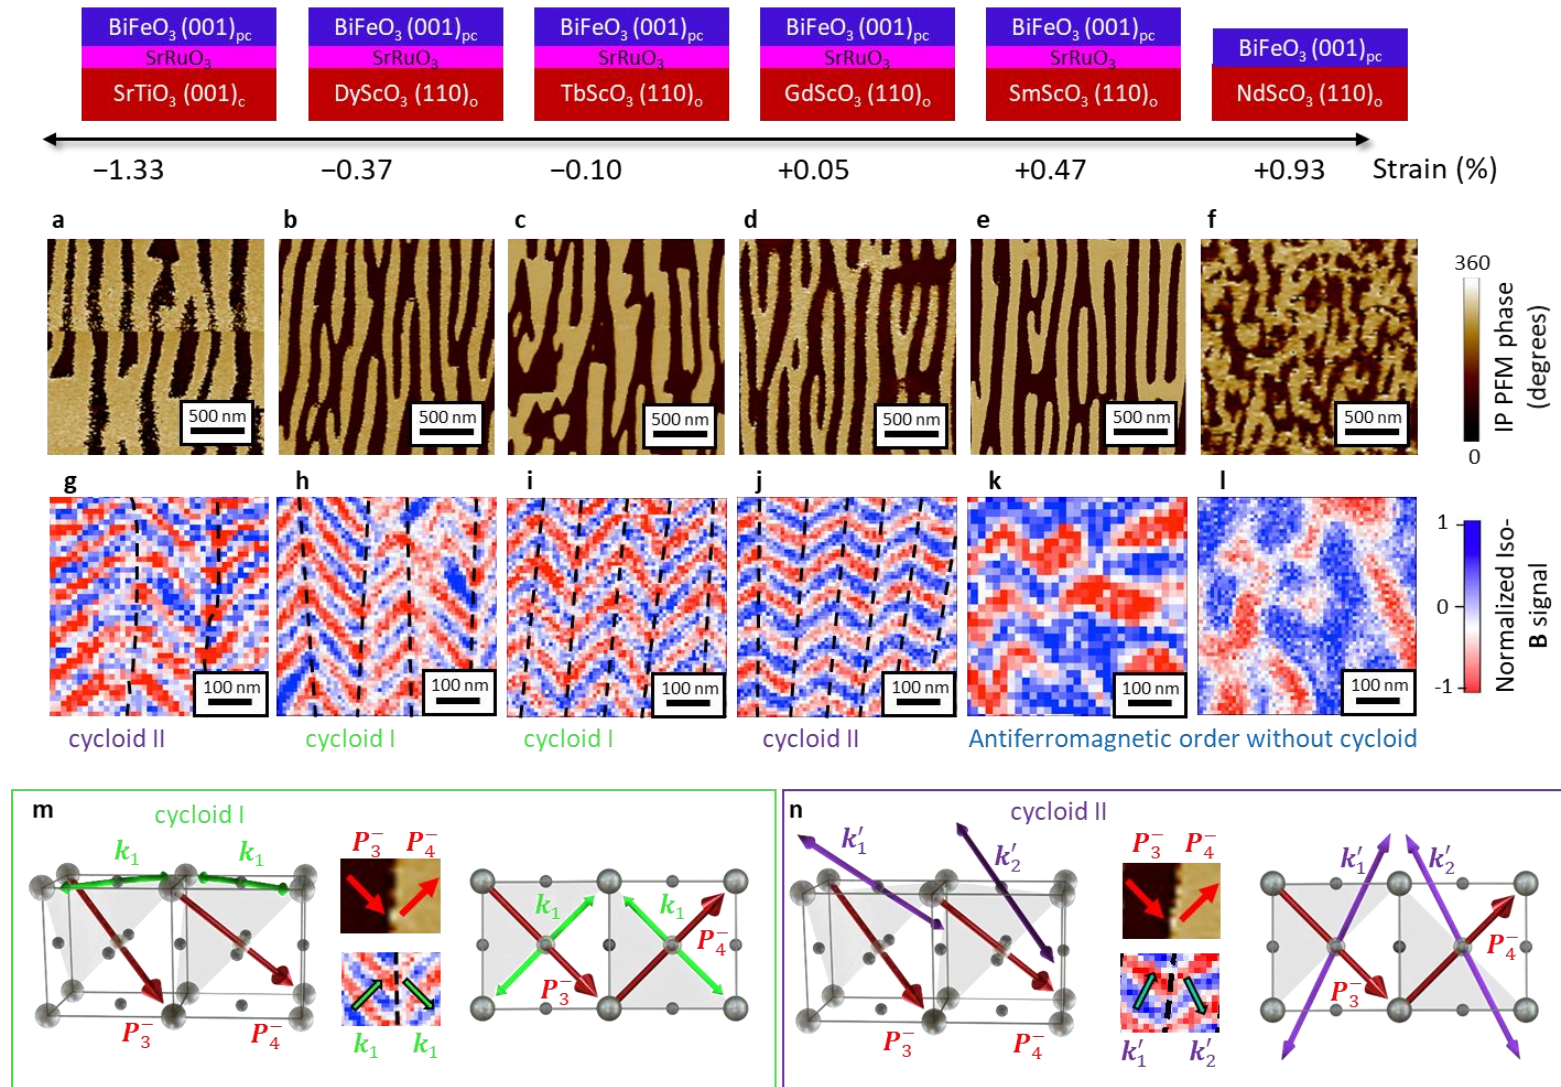 BiFeO₃ (001)pc BiFeO₃ (001)pc BiFeO₃ (001)pc BiFeO₃ (001)pc BiFeO₃ (001)pc BiFeO₃ (001)pc
SrRuO₃ SrRuO₃ SrRuO₃ SrRuO₃ SrRuO₃
SrTiO₃ (001)c DyScO₃ (110)o TbScO₃ (110)o GdScO₃ (110)o SmScO₃ (110)o NdScO₃ (110)o
−1.33 −0.37 −0.10 +0.05 +0.47 +0.93 Strain (%)
a b c d e f
500 nm 500 nm 500 nm 500 nm 500 nm 500 nm
360
0
IP PFM phase
(degrees)
g h i j k l
100 nm 100 nm 100 nm 100 nm 100 nm 100 nm
1
0
-1
Normalized Iso-
B signal
cycloid II cycloid I cycloid I cycloid II Antiferromagnetic order without cycloid
m
cycloid I
k₁ k₁
P₃⁻ P₄⁻
P₃⁻ P₄⁻
k₁ k₁
k₁ k₁
P₃⁻ P₄⁻
n
cycloid II
k₁′ k₂′
P₃⁻ P₄⁻
P₃⁻ P₄⁻
k₁′ k₂′
k₁′ k₂′
P₃⁻ P₄⁻